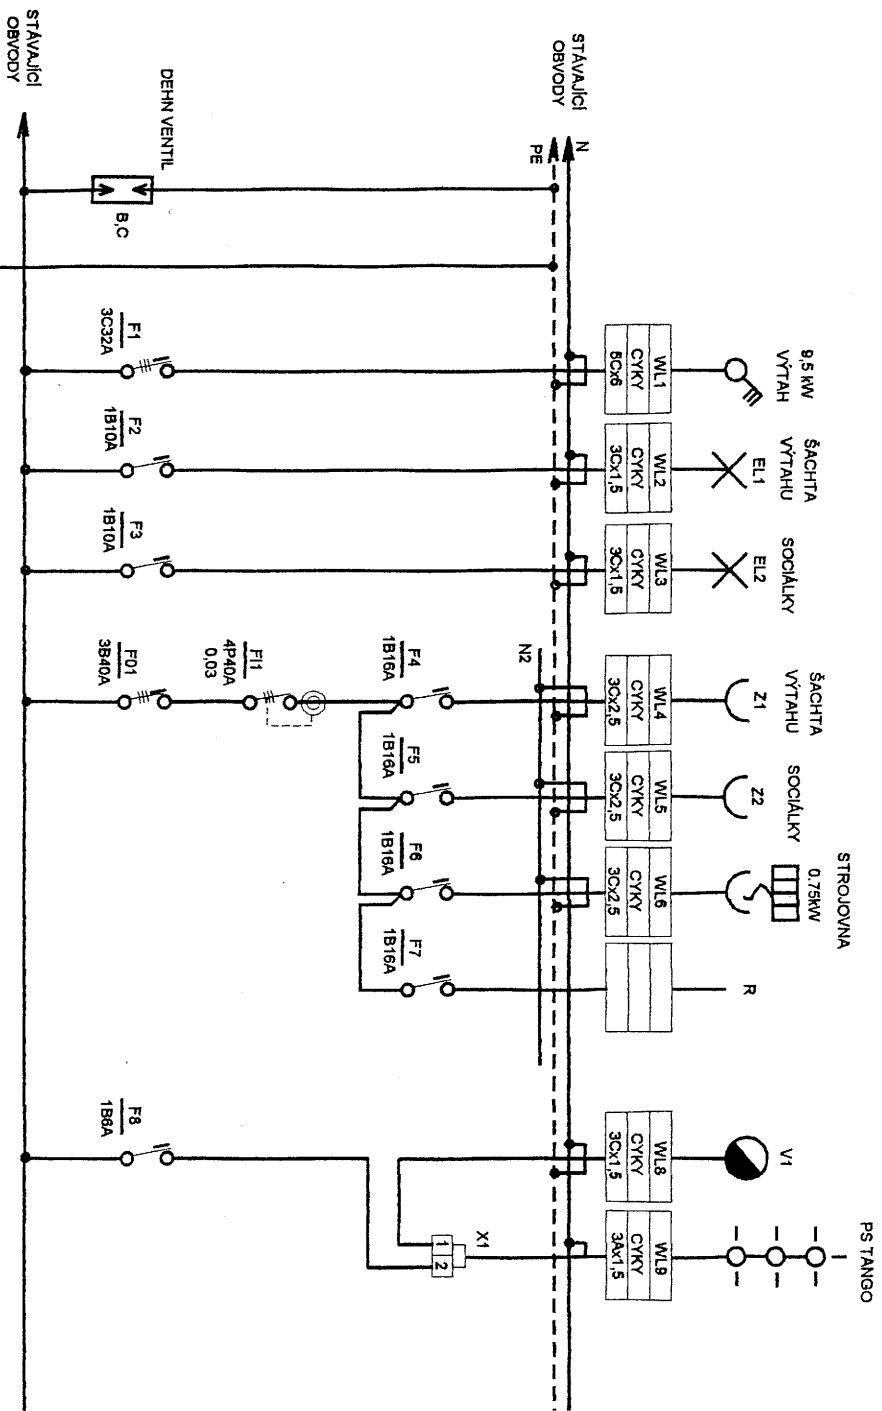 STÁVAJÍCÍ
OBVODY
N
PE
9,5 kW
VÝTAH
WL1
CYKY
5Cx6
ŠACHTA
VÝTAHU
EL1
WL2
CYKY
3Cx1,5
SOCIÁLKY
EL2
WL3
CYKY
3Cx1,5
ŠACHTA
VÝTAHU
Z1
WL4
CYKY
3Cx2,5
SOCIÁLKY
Z2
WL5
CYKY
3Cx2,5
STROJOVNA
0.75kW
WL6
CYKY
3Cx2,5
R
V1
WL8
CYKY
3Cx1,5
PS TANGO
WL9
CYKY
3Ax1,5
N2
X1
1
2
F4
1B16A
F5
1B16A
F6
1B16A
F7
1B16A
FI1
4P40A
0,03
DEHN VENTIL
B,C
F1
3C32A
F2
1B10A
F3
1B10A
F01
3B40A
F8
1B6A
STÁVAJÍCÍ
OBVODY